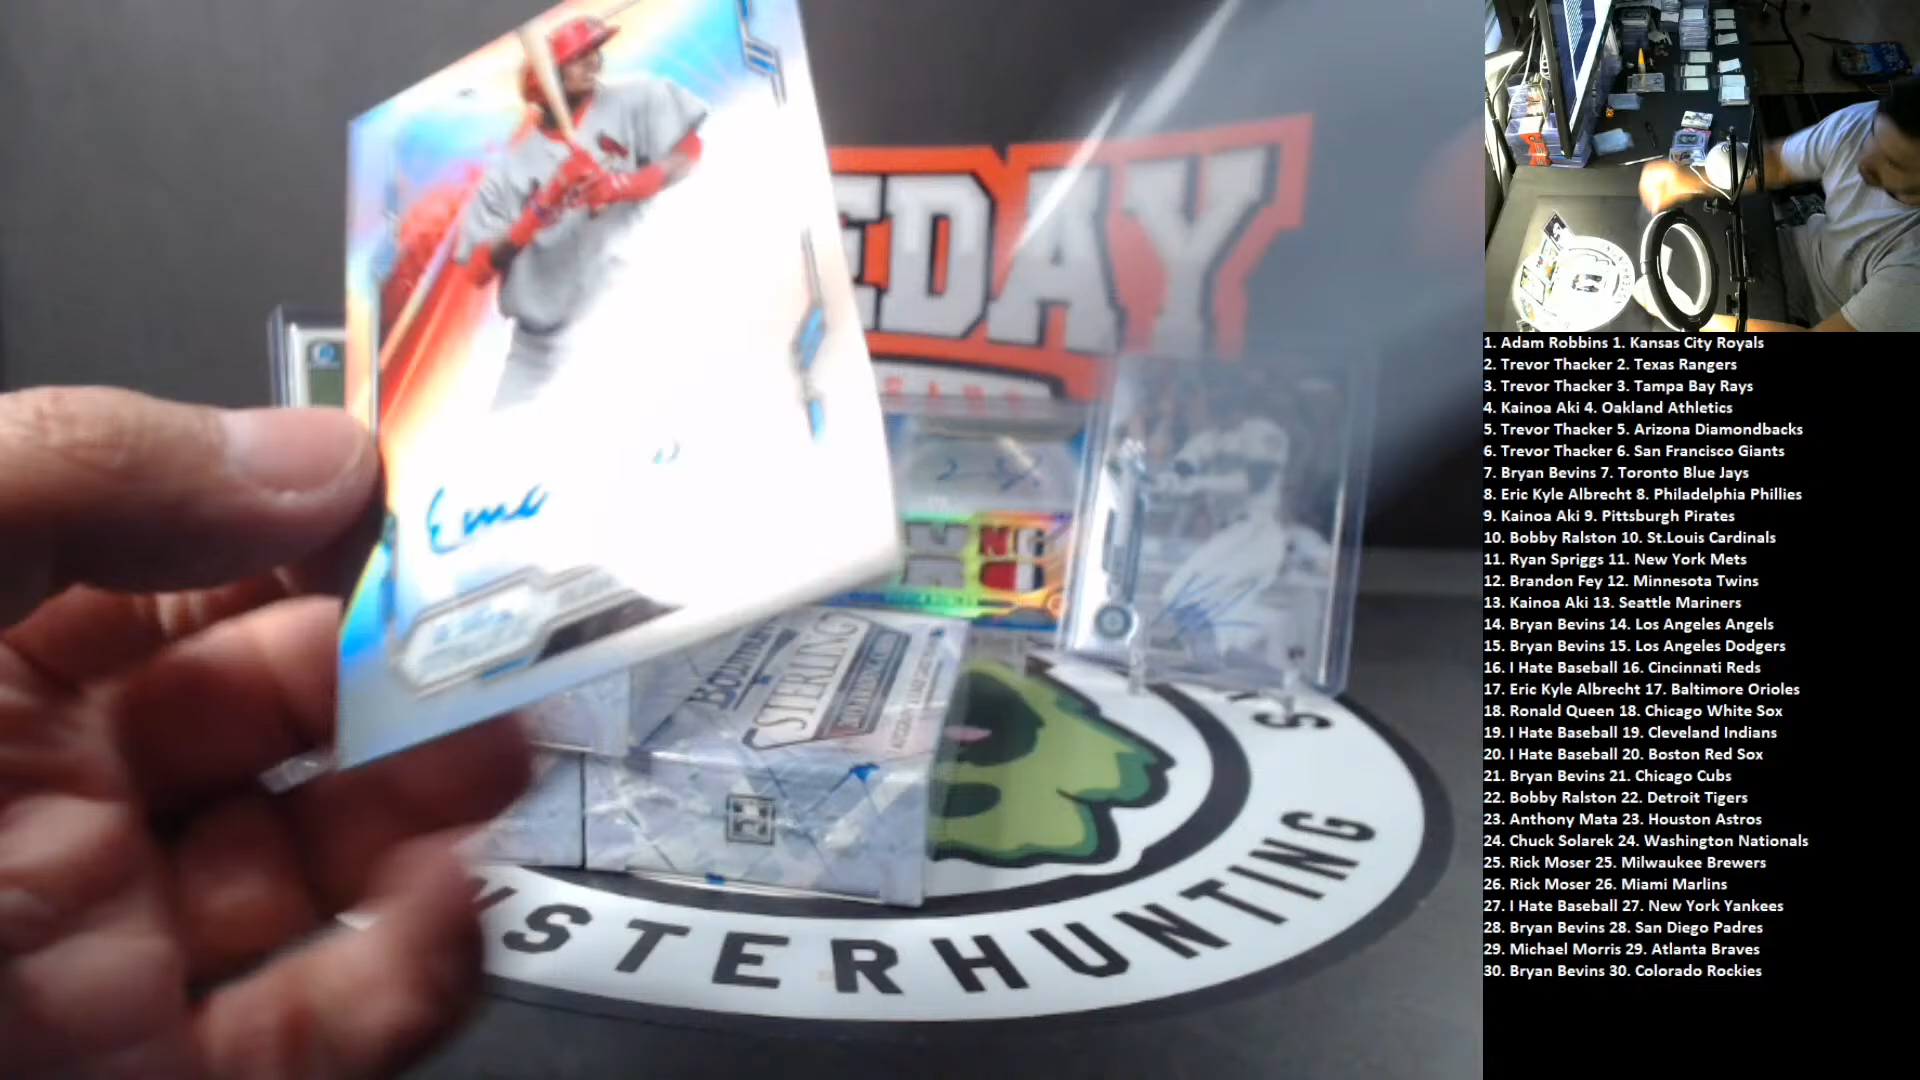 EDAY
BOWMAN
STERLING
STERHUNTING
1. Adam Robbins 1. Kansas City Royals
2. Trevor Thacker 2. Texas Rangers
3. Trevor Thacker 3. Tampa Bay Rays
4. Kainoa Aki 4. Oakland Athletics
5. Trevor Thacker 5. Arizona Diamondbacks
6. Trevor Thacker 6. San Francisco Giants
7. Bryan Bevins 7. Toronto Blue Jays
8. Eric Kyle Albrecht 8. Philadelphia Phillies
9. Kainoa Aki 9. Pittsburgh Pirates
10. Bobby Ralston 10. St.Louis Cardinals
11. Ryan Spriggs 11. New York Mets
12. Brandon Fey 12. Minnesota Twins
13. Kainoa Aki 13. Seattle Mariners
14. Bryan Bevins 14. Los Angeles Angels
15. Bryan Bevins 15. Los Angeles Dodgers
16. I Hate Baseball 16. Cincinnati Reds
17. Eric Kyle Albrecht 17. Baltimore Orioles
18. Ronald Queen 18. Chicago White Sox
19. I Hate Baseball 19. Cleveland Indians
20. I Hate Baseball 20. Boston Red Sox
21. Bryan Bevins 21. Chicago Cubs
22. Bobby Ralston 22. Detroit Tigers
23. Anthony Mata 23. Houston Astros
24. Chuck Solarek 24. Washington Nationals
25. Rick Moser 25. Milwaukee Brewers
26. Rick Moser 26. Miami Marlins
27. I Hate Baseball 27. New York Yankees
28. Bryan Bevins 28. San Diego Padres
29. Michael Morris 29. Atlanta Braves
30. Bryan Bevins 30. Colorado Rockies